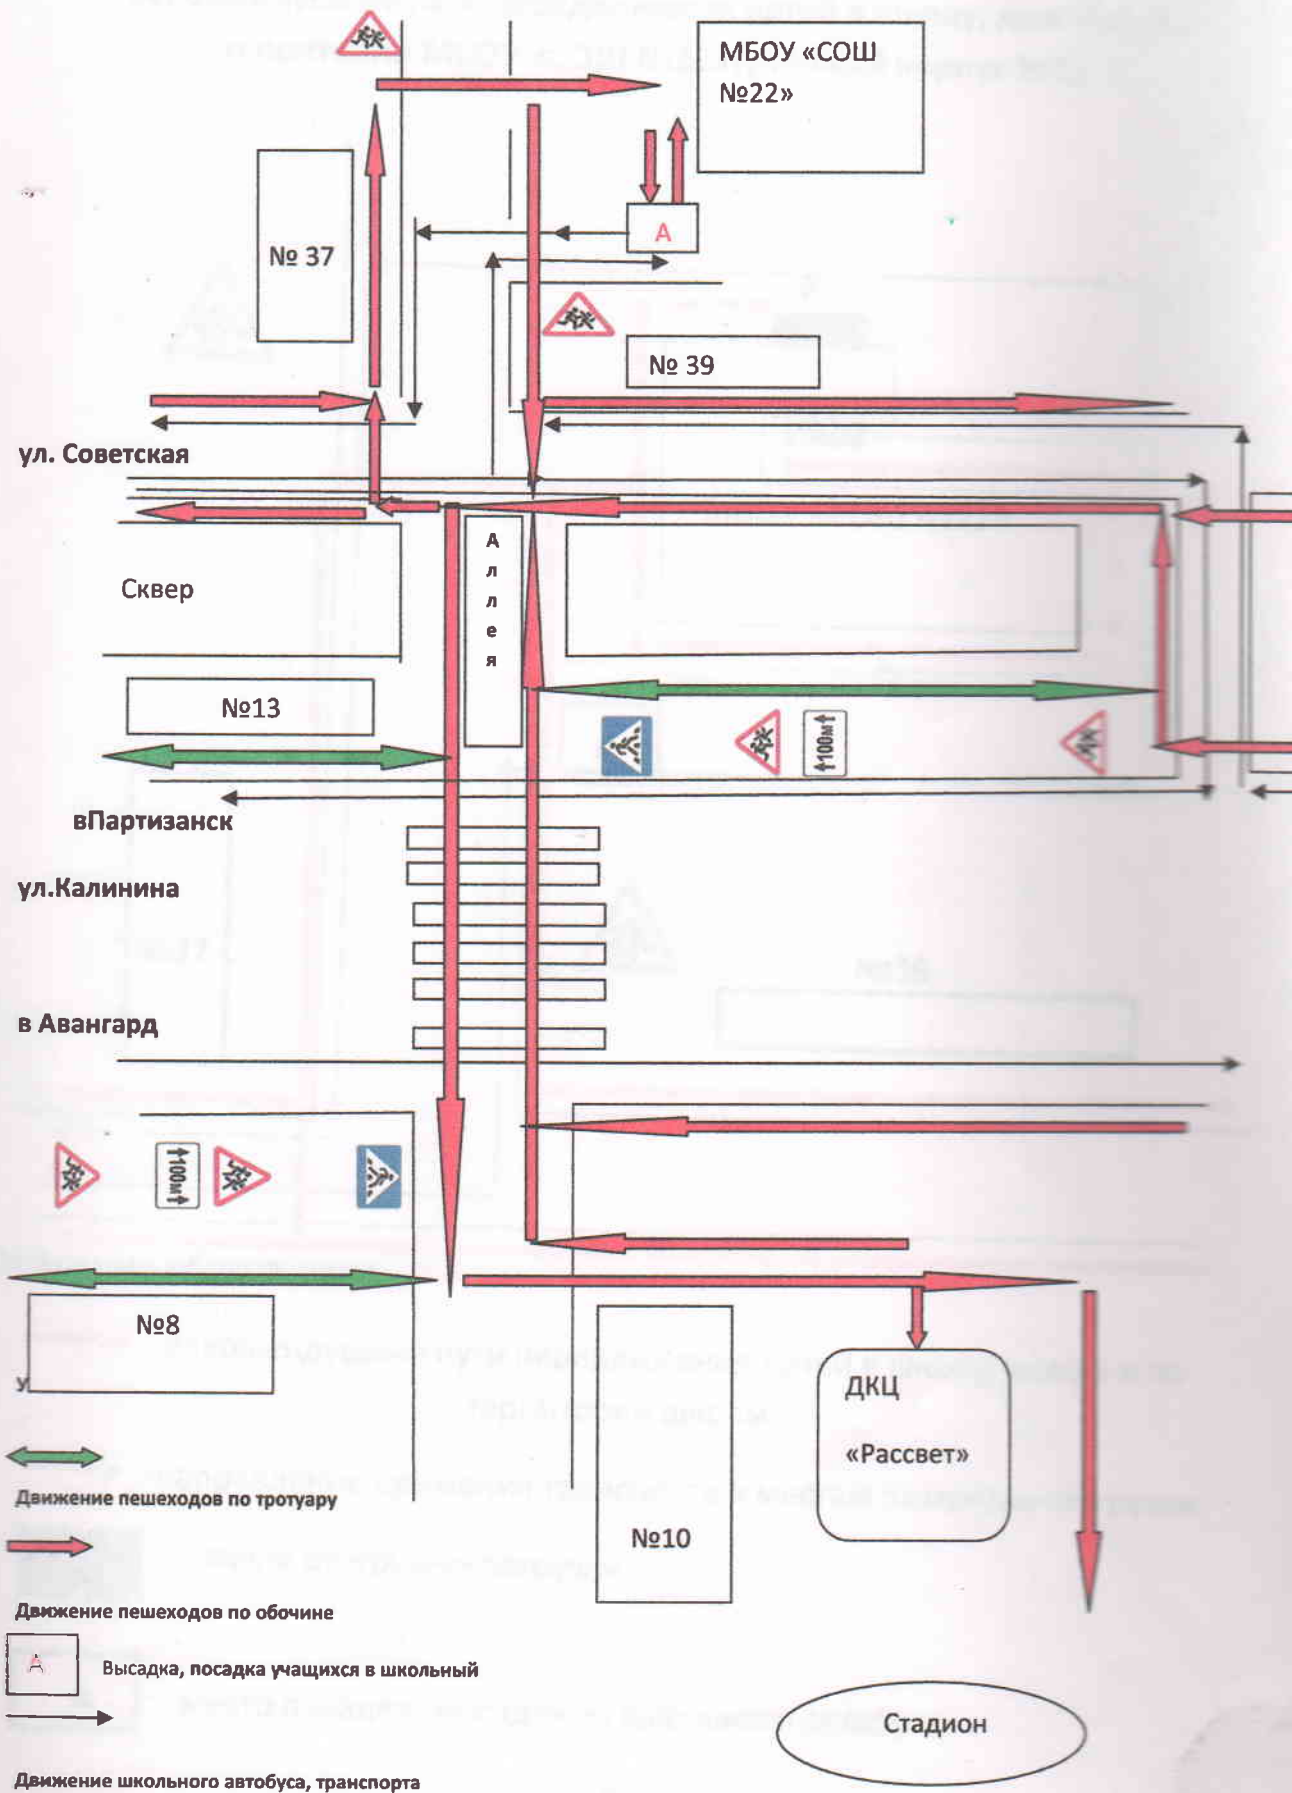 МБОУ «СОШ
№22»
№ 37
А
№ 39
ул. Советская
Аллея
Сквер
№13
↑100м↑
вПартизанск
ул.Калинина
в Авангард
↑100м↑
№8
У
ДКЦ
«Рассвет»
№10
Движение пешеходов по тротуару
Движение пешеходов по обочине
А
Высадка, посадка учащихся в школьный
Стадион
Движение школьного автобуса, транспорта